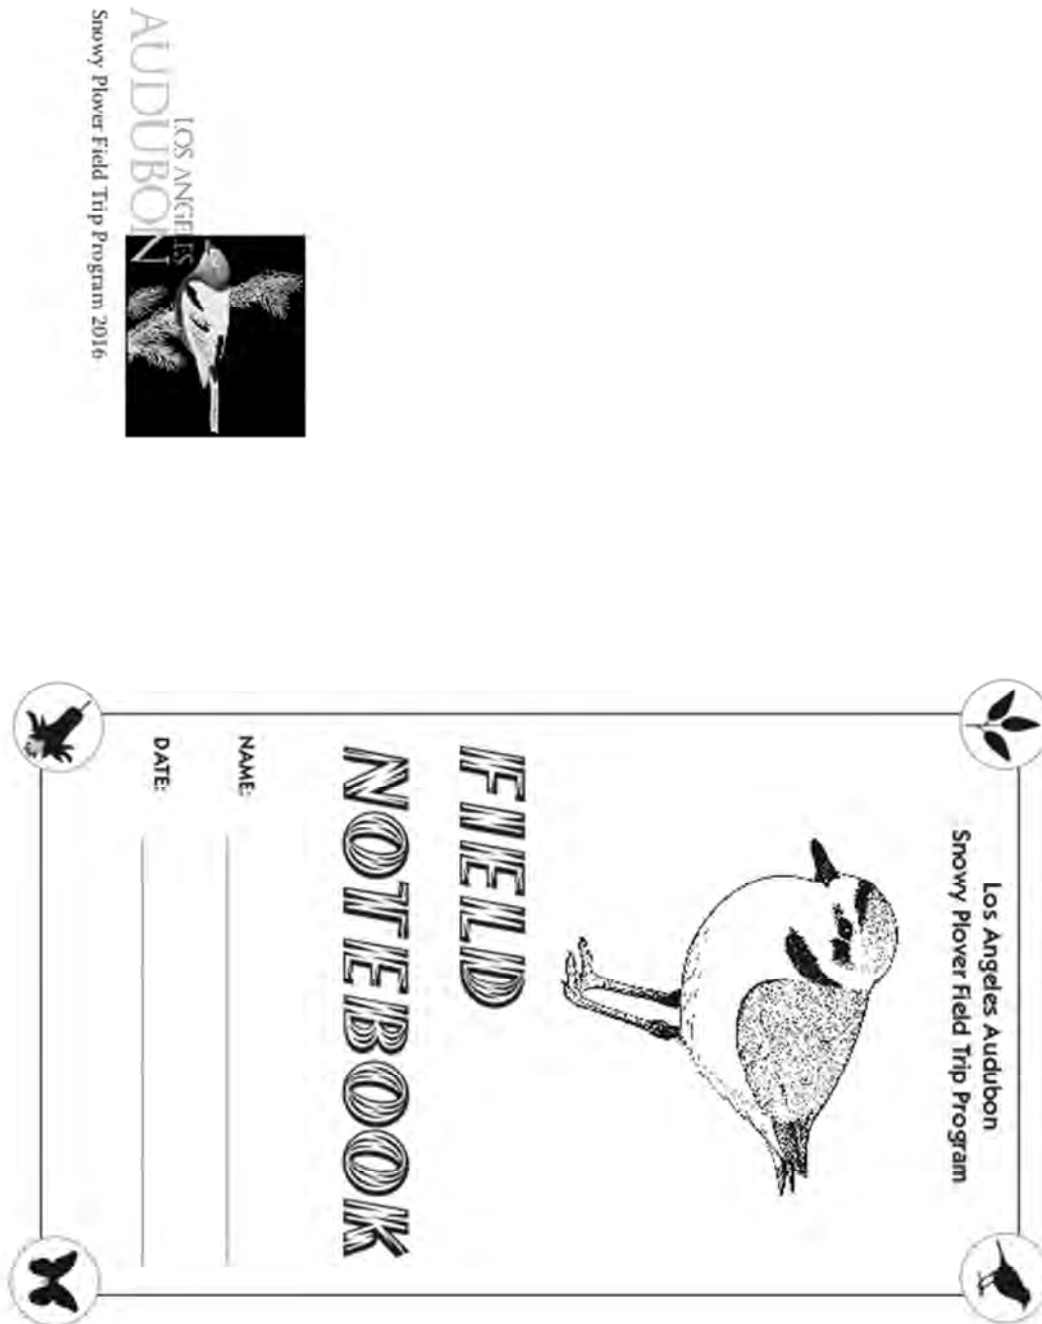 LOS ANGELES
AUDUBON
Snowy Plover Field Trip Program 2016
Los Angeles Audubon
Snowy Plover Field Trip Program
FIELD
NOTEBOOK
NAME:
DATE: